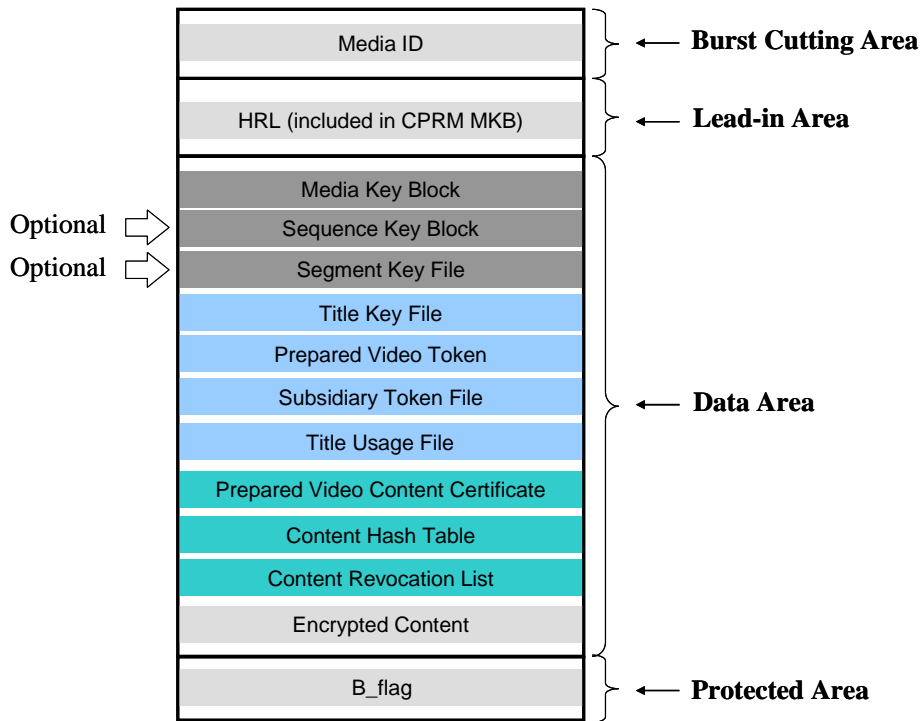 Media ID
Burst Cutting Area
HRL (included in CPRM MKB)
Lead-in Area
Media Key Block
Optional
Sequence Key Block
Optional
Segment Key File
Title Key File
Prepared Video Token
Subsidiary Token File
Data Area
Title Usage File
Prepared Video Content Certificate
Content Hash Table
Content Revocation List
Encrypted Content
B_flag
Protected Area